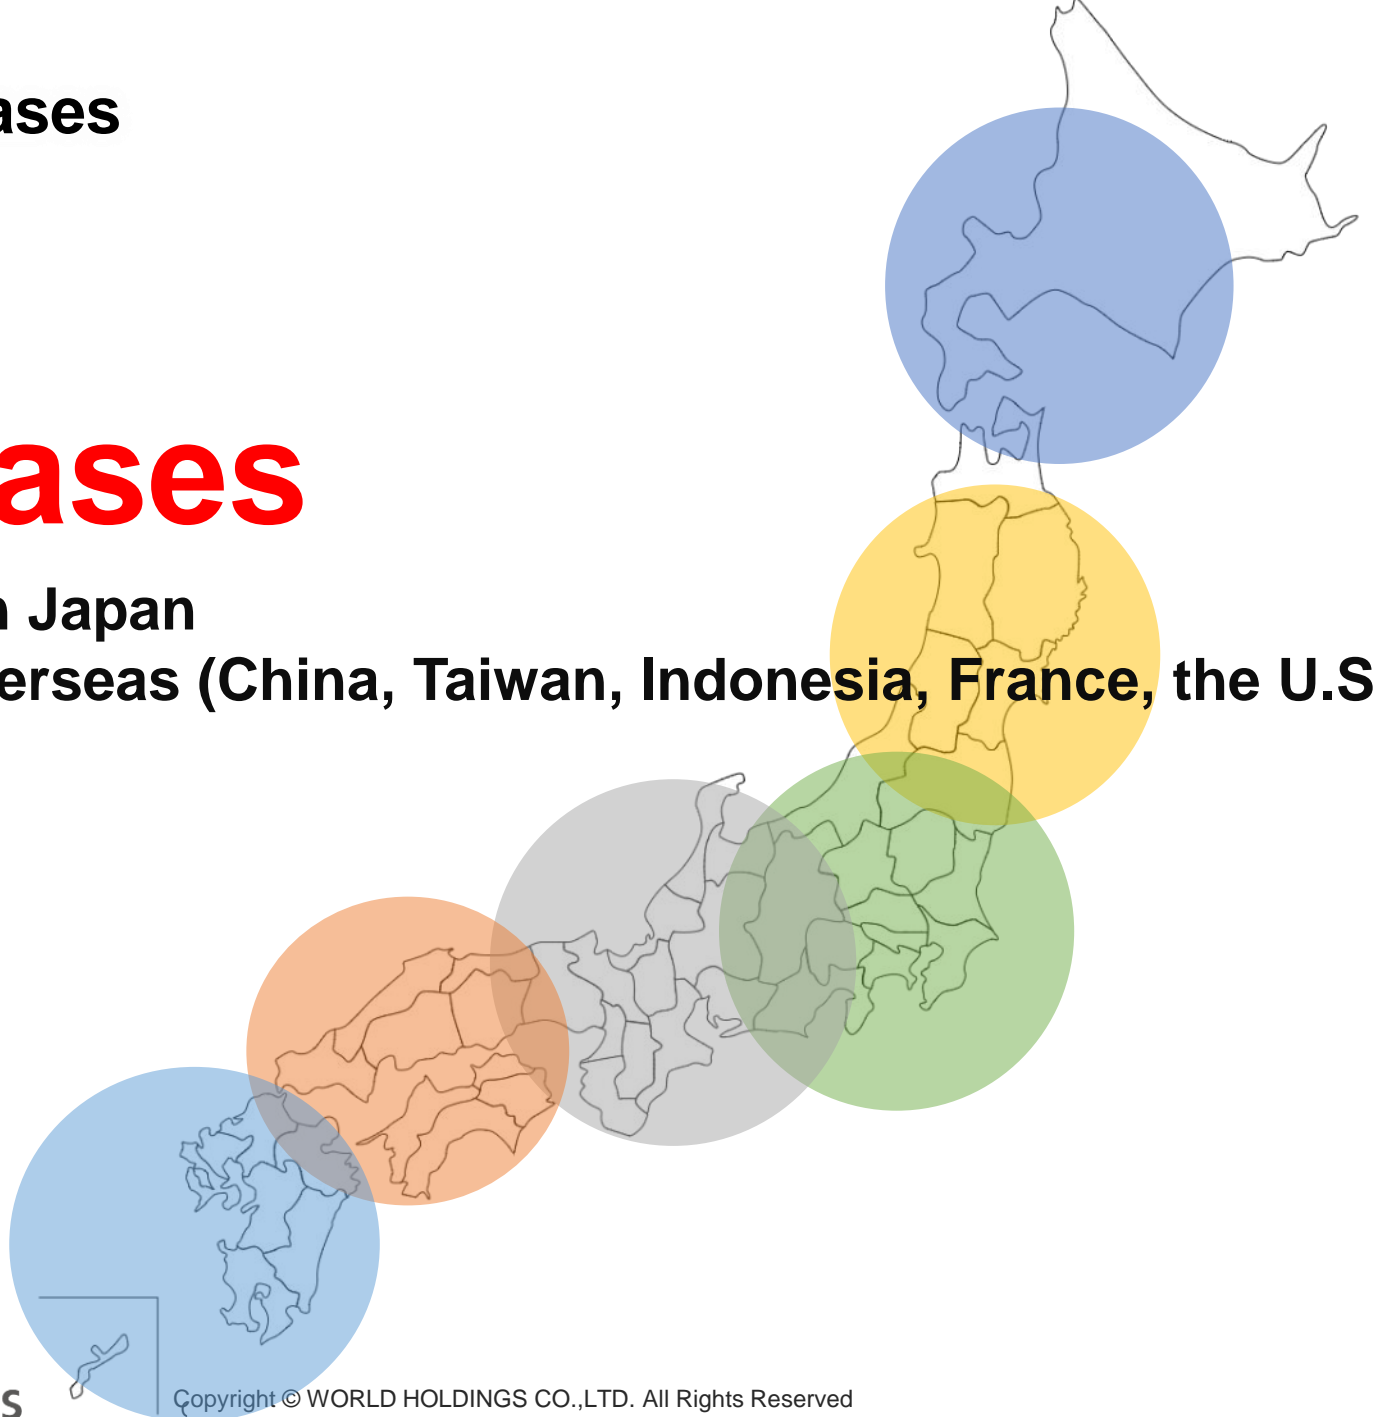 ases
ases
n Japan
erseas (China, Taiwan, Indonesia, France, the U.S
S
Copyright © WORLD HOLDINGS CO.,LTD. All Rights Reserved